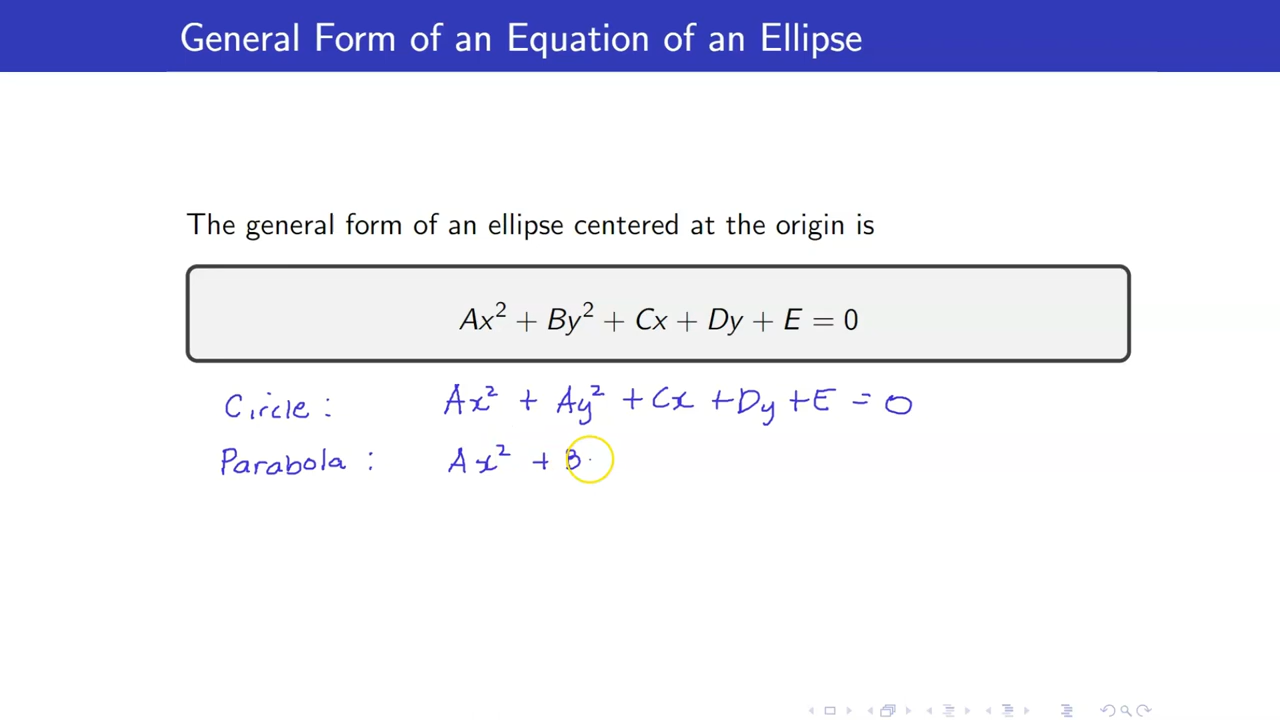 General Form of an Equation of an Ellipse
The general form of an ellipse centered at the origin is
Ax² + By² + Cx + Dy + E = 0
Circle: Ax² + Ay² + Cx + Dy + E = 0
Parabola: Ax² + B